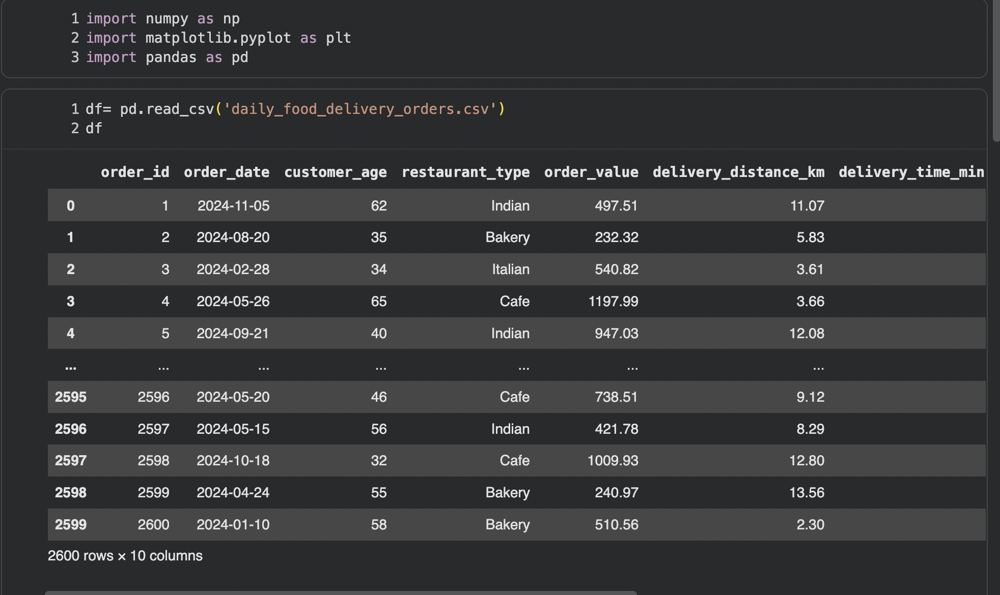 1 import numpy as np
2 import matplotlib.pyplot as plt
3 import pandas as pd
1 df= pd.read_csv('daily_food_delivery_orders.csv')
2 df
order_id order_date customer_age restaurant_type order_value delivery_distance_km delivery_time_min
0 1 2024-11-05 62 Indian 497.51 11.07
1 2 2024-08-20 35 Bakery 232.32 5.83
2 3 2024-02-28 34 Italian 540.82 3.61
3 4 2024-05-26 65 Cafe 1197.99 3.66
4 5 2024-09-21 40 Indian 947.03 12.08
... ... ... ... ... ... ...
2595 2596 2024-05-20 46 Cafe 738.51 9.12
2596 2597 2024-05-15 56 Indian 421.78 8.29
2597 2598 2024-10-18 32 Cafe 1009.93 12.80
2598 2599 2024-04-24 55 Bakery 240.97 13.56
2599 2600 2024-01-10 58 Bakery 510.56 2.30
2600 rows × 10 columns